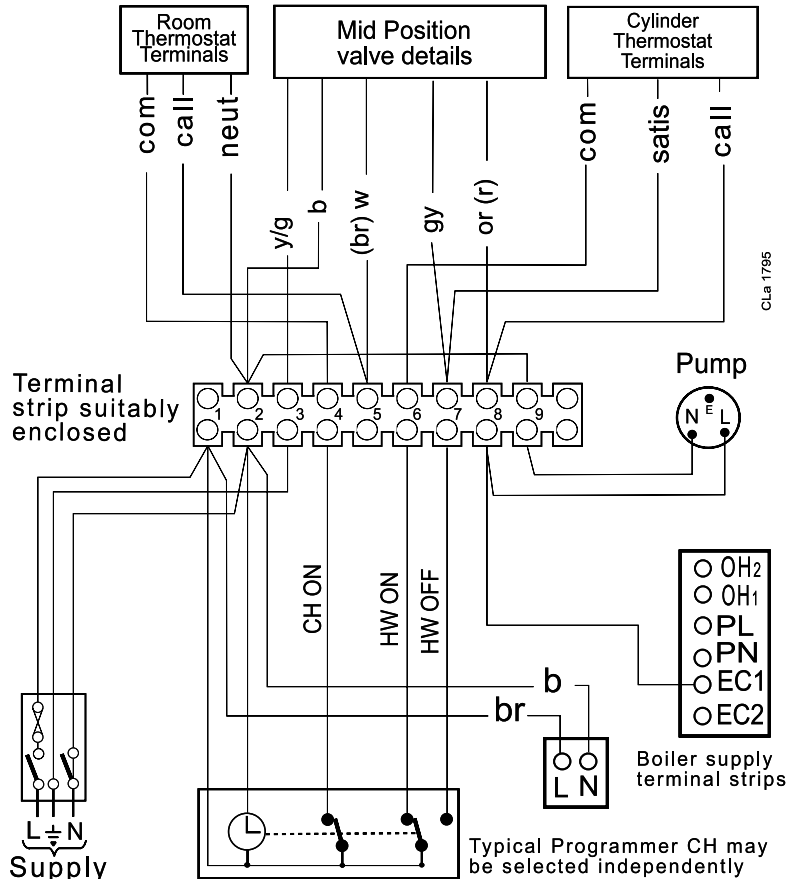 Room
Thermostat
Terminals
Mid Position
valve details
Cylinder
Thermostat
Terminals
com
call
neut
y/g
b
(br) w
gy
or (r)
com
satis
call
CLa 1795
Terminal
strip suitably
enclosed
1
2
3
4
5
6
7
8
9
Pump
N
E
L
CH ON
HW ON
HW OFF
OH2
OH1
PL
PN
EC1
EC2
b
br
L N
Boiler supply
terminal strips
L
N
Supply
Typical Programmer CH may
be selected independently